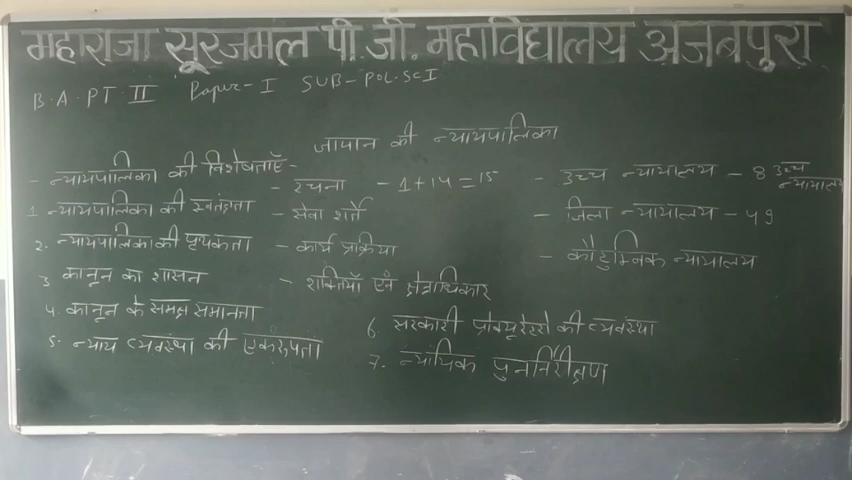 महाराजा सूरजमल पी.जी. महाविद्यालय अजबपुरा
B.A. PT. II Paper-I SUB-POL.SCI
जापान की न्यायपालिका
- न्यायपालिका की विशेषताएँ-
1 न्यायपालिका की स्वतंत्रता
2. न्यायपालिका की पृथकता
3 कानून का शासन
4. कानून के समक्ष समानता
5. न्याय व्यवस्था की एकरूपता
- रचना - 1+14=15
- सेवा शर्तें
- कार्य प्रक्रिया
- शक्तियाँ एवं क्षेत्राधिकार
- उच्च न्यायालय - 8 उच्च न्यायालय
- जिला न्यायालय - 49
- कौटुम्बिक न्यायालय
6. सरकारी प्रोक्यूरेटरो की व्यवस्था
7. न्यायिक पुनर्निरीक्षण